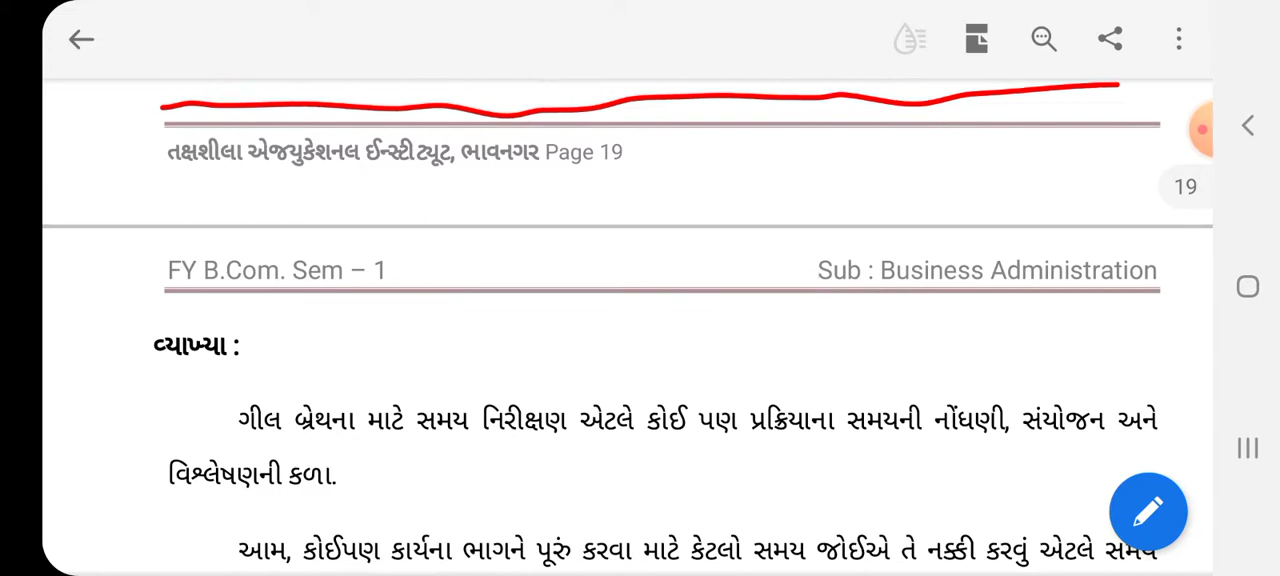 તક્ષશીલા એજયુકેશનલ ઈન્સ્ટીટ્યૂટ, ભાવનગર Page 19
19
FY B.Com. Sem – 1 Sub : Business Administration
વ્યાખ્યા :
ગીલ બ્રેથના માટે સમય નિરીક્ષણ એટલે કોઈ પણ પ્રક્રિયાના સમયની નોંધણી, સંયોજન અને
વિશ્લેષણની કળા.
આમ, કોઈપણ કાર્યના ભાગને પૂરું કરવા માટે કેટલો સમય જોઈએ તે નક્કી કરવું એટલે સમય